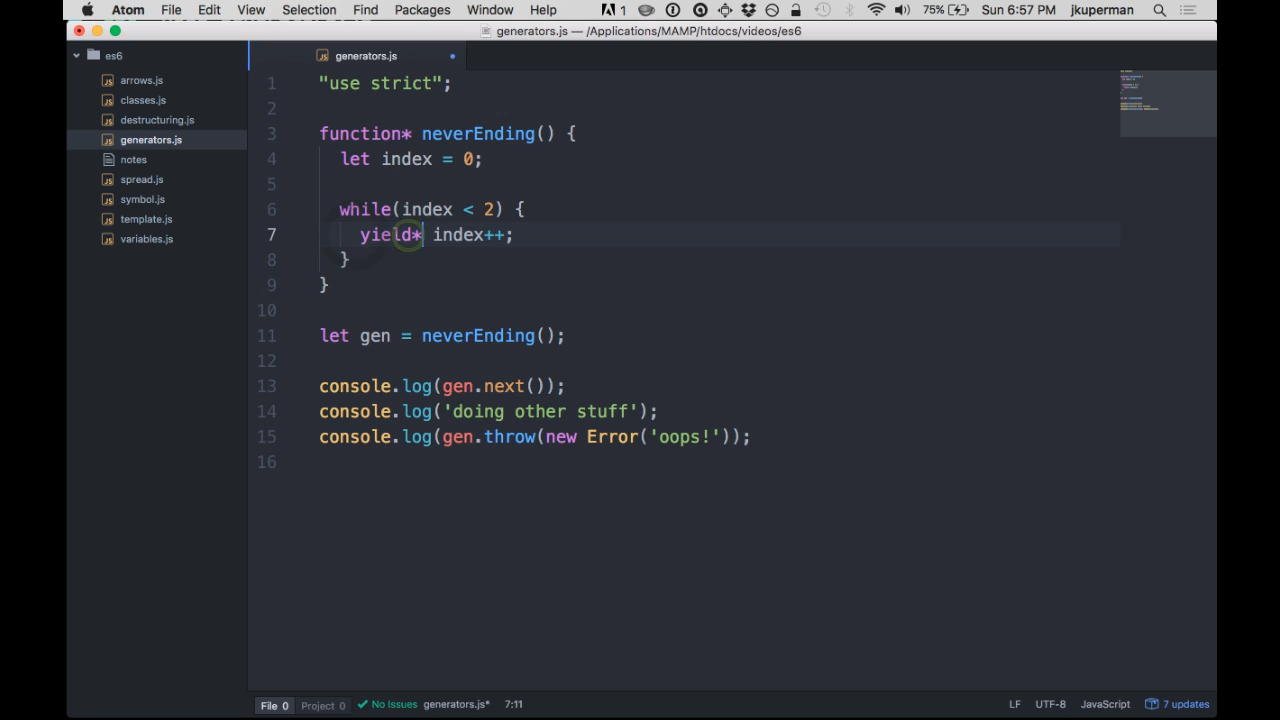 Atom File Edit View Selection Find Packages Window Help 1 75% Sun 6:57 PM jkuperman
generators.js — /Applications/MAMP/htdocs/videos/es6
es6
arrows.js
classes.js
destructuring.js
generators.js
notes
spread.js
symbol.js
template.js
variables.js
generators.js
1 "use strict";
2
3 function* neverEnding() {
4 let index = 0;
5
6 while(index < 2) {
7 yield* index++;
8 }
9 }
10
11 let gen = neverEnding();
12
13 console.log(gen.next());
14 console.log('doing other stuff');
15 console.log(gen.throw(new Error('oops!'));
16
File 0 Project 0 No Issues generators.js* 7:11 LF UTF-8 JavaScript 7 updates